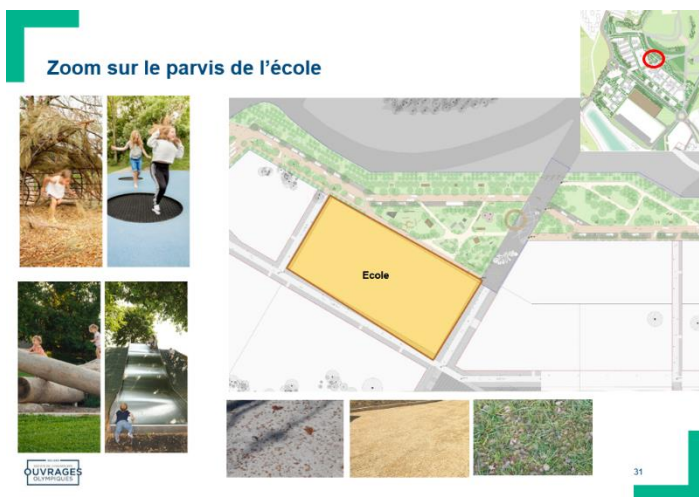 Zoom sur le parvis de l'école
Ecole
OUVRAGES
OLYMPIQUES
31